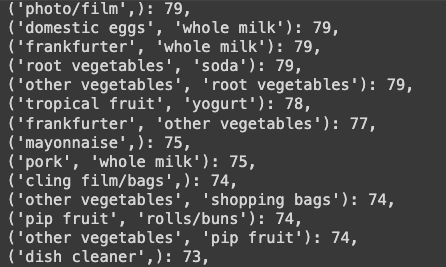 ('photo/film',): 79,
('domestic eggs', 'whole milk'): 79,
('frankfurter', 'whole milk'): 79,
('root vegetables', 'soda'): 79,
('other vegetables', 'root vegetables'): 79,
('tropical fruit', 'yogurt'): 78,
('frankfurter', 'other vegetables'): 77,
('mayonnaise',): 75,
('pork', 'whole milk'): 75,
('cling film/bags',): 74,
('other vegetables', 'shopping bags'): 74,
('pip fruit', 'rolls/buns'): 74,
('other vegetables', 'pip fruit'): 74,
('dish cleaner',): 73,